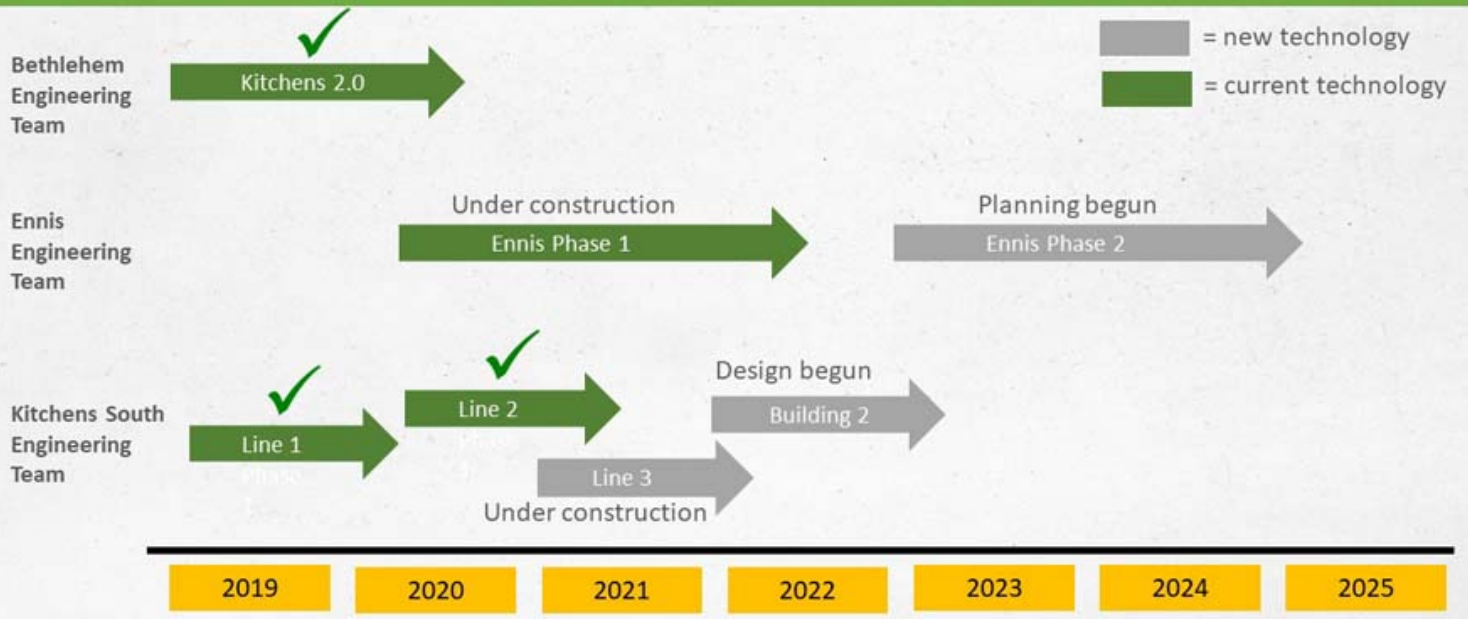 = new technology
= current technology
Bethlehem
Engineering
Team
Kitchens 2.0
Ennis
Engineering
Team
Under construction
Ennis Phase 1
Planning begun
Ennis Phase 2
Kitchens South
Engineering
Team
Line 1
Phase
Line 2
Design begun
Building 2
Line 3
Under construction
2019
2020
2021
2022
2023
2024
2025